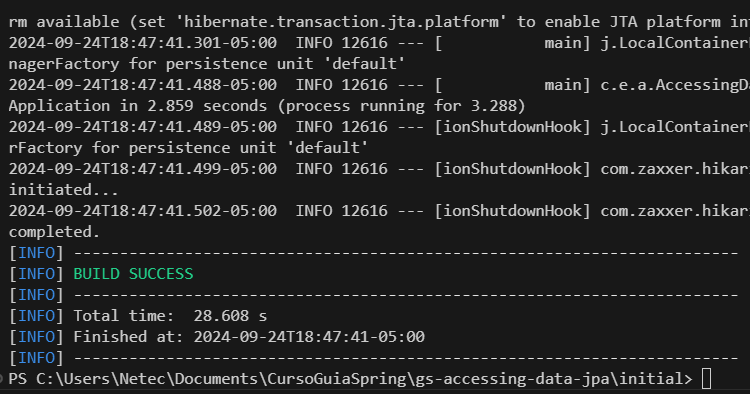 rm available (set 'hibernate.transaction.jta.platform' to enable JTA platform in
2024-09-24T18:47:41.301-05:00  INFO 12616 --- [           main] j.LocalContainer
nagerFactory for persistence unit 'default'
2024-09-24T18:47:41.488-05:00  INFO 12616 --- [           main] c.e.a.AccessingDa
Application in 2.859 seconds (process running for 3.288)
2024-09-24T18:47:41.489-05:00  INFO 12616 --- [ionShutdownHook] j.LocalContainer
rFactory for persistence unit 'default'
2024-09-24T18:47:41.499-05:00  INFO 12616 --- [ionShutdownHook] com.zaxxer.hikar
initiated...
2024-09-24T18:47:41.502-05:00  INFO 12616 --- [ionShutdownHook] com.zaxxer.hikar
completed.
[INFO] ------------------------------------------------------------------------
[INFO] BUILD SUCCESS
[INFO] ------------------------------------------------------------------------
[INFO] Total time:  28.608 s
[INFO] Finished at: 2024-09-24T18:47:41-05:00
[INFO] ------------------------------------------------------------------------
PS C:\Users\Netec\Documents\CursoGuiaSpring\gs-accessing-data-jpa\initial>